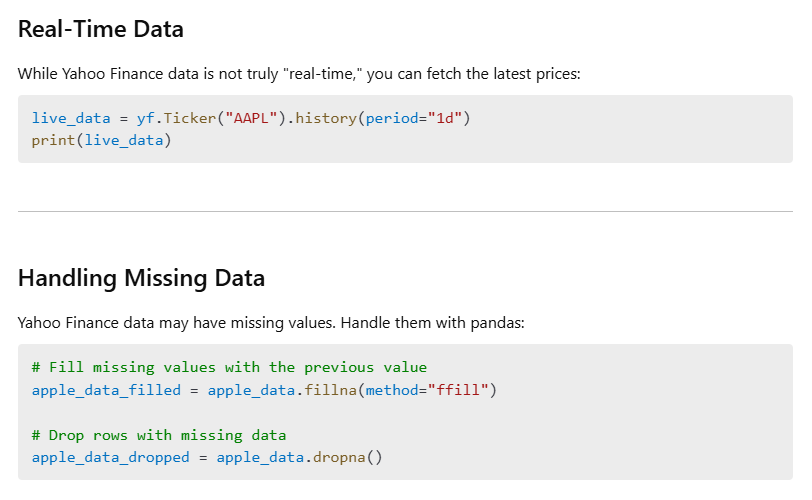 Real-Time Data
While Yahoo Finance data is not truly "real-time," you can fetch the latest prices:
live_data = yf.Ticker("AAPL").history(period="1d")
print(live_data)
Handling Missing Data
Yahoo Finance data may have missing values. Handle them with pandas:
# Fill missing values with the previous value
apple_data_filled = apple_data.fillna(method="ffill")
# Drop rows with missing data
apple_data_dropped = apple_data.dropna()